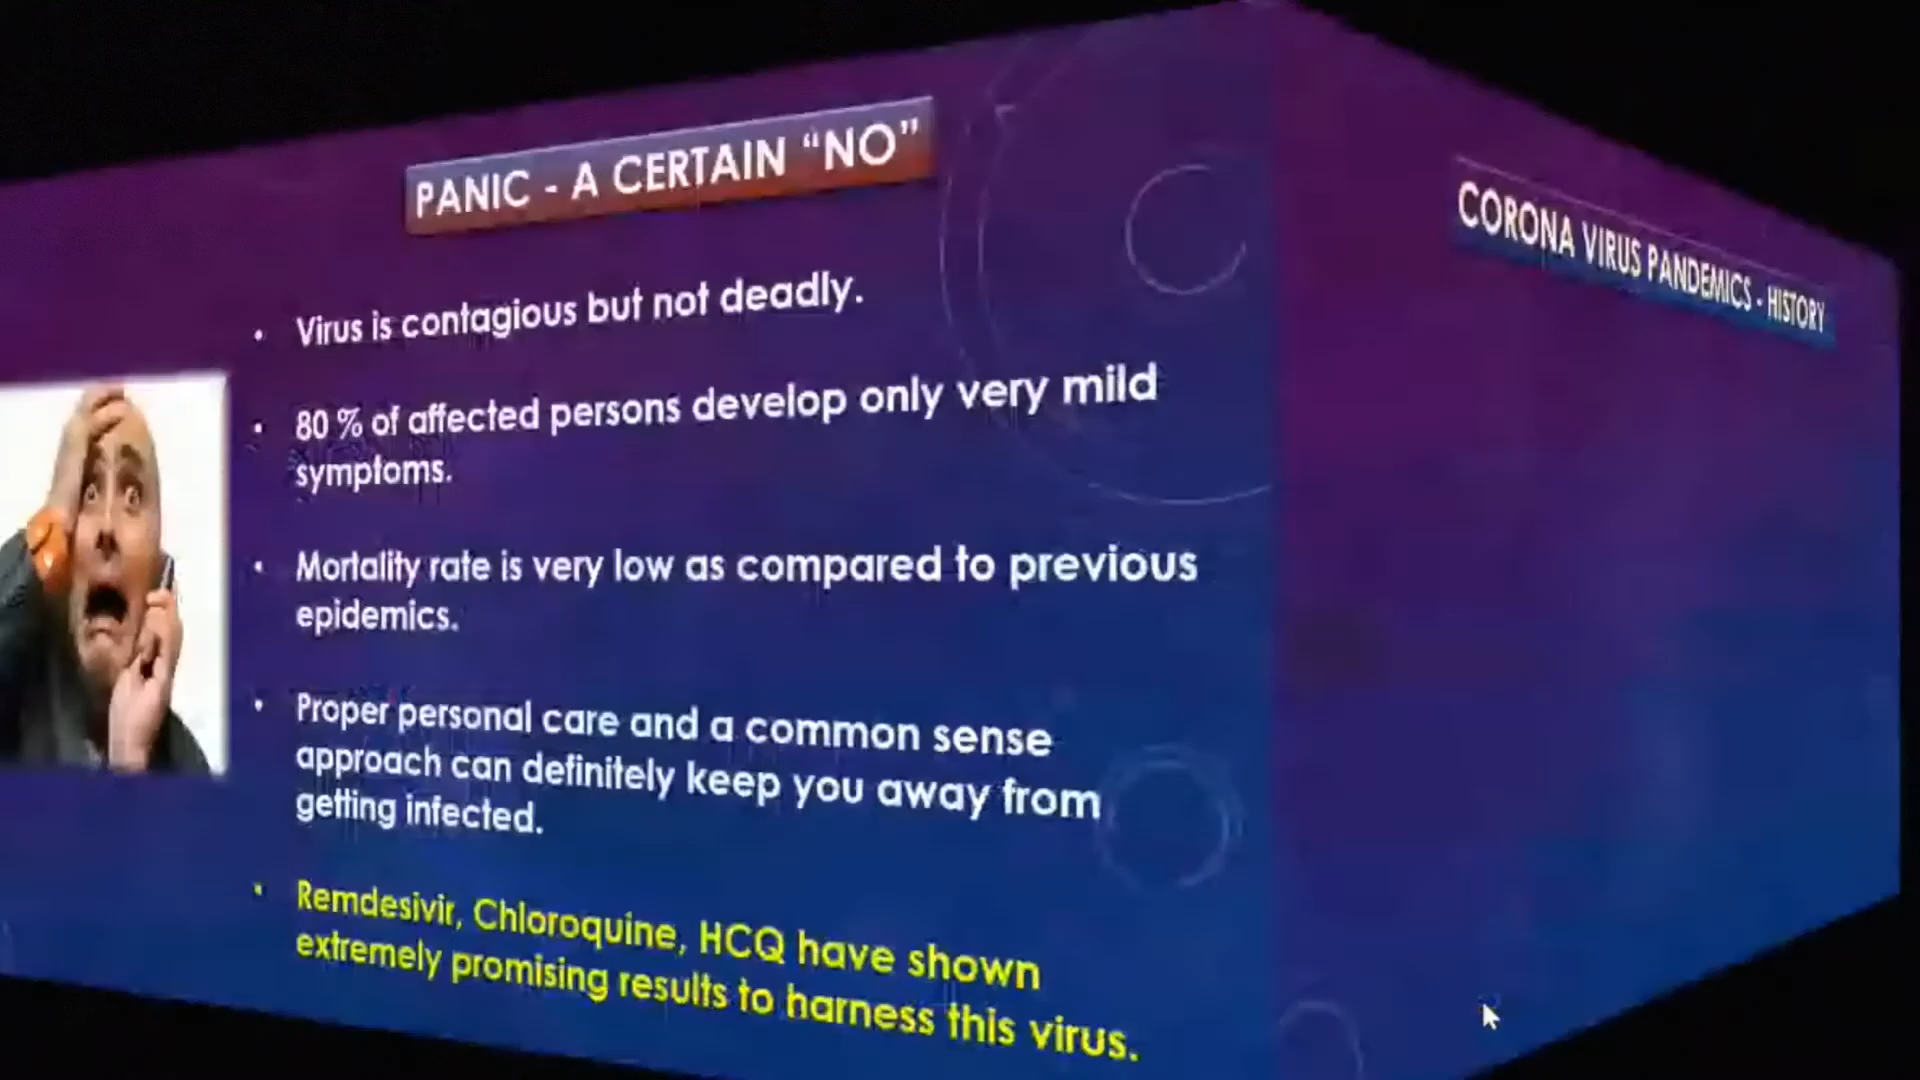 PANIC - A CERTAIN “NO”
• Virus is contagious but not deadly.
• 80 % of affected persons develop only very mild
symptoms.
• Mortality rate is very low as compared to previous
epidemics.
• Proper personal care and a common sense
approach can definitely keep you away from
getting infected.
• Remdesivir, Chloroquine, HCQ have shown
extremely promising results to harness this virus.
CORONA VIRUS PANDEMICS - HISTORY